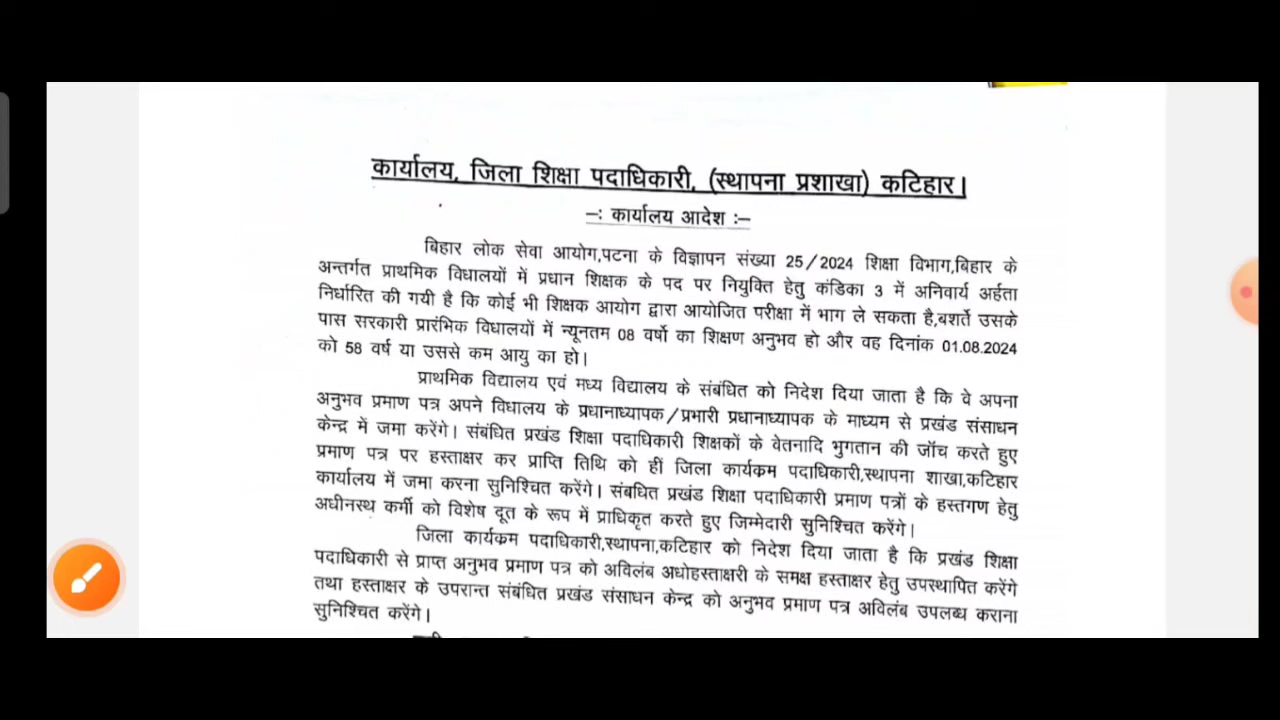 कार्यालय, जिला शिक्षा पदाधिकारी, (स्थापना प्रशाखा) कटिहार।
–: कार्यालय आदेश :–
बिहार लोक सेवा आयोग,पटना के विज्ञापन संख्या 25/2024 शिक्षा विभाग,बिहार के
अन्तर्गत प्राथमिक विधालयों में प्रधान शिक्षक के पद पर नियुक्ति हेतु कंडिका 3 में अनिवार्य अर्हता
निर्धारित की गयी है कि कोई भी शिक्षक आयोग द्वारा आयोजित परीक्षा में भाग ले सकता है,बशर्ते उसके
पास सरकारी प्रारंभिक विधालयों में न्यूनतम 08 वर्षो का शिक्षण अनुभव हो और वह दिनांक 01.08.2024
को 58 वर्ष या उससे कम आयु का हो।
प्राथमिक विद्यालय एवं मध्य विद्यालय के संबंधित को निदेश दिया जाता है कि वे अपना
अनुभव प्रमाण पत्र अपने विधालय के प्रधानाध्यापक/प्रभारी प्रधानाध्यापक के माध्यम से प्रखंड संसाधन
केन्द्र में जमा करेंगे। संबंधित प्रखंड शिक्षा पदाधिकारी शिक्षकों के वेतनादि भुगतान की जॉच करते हुए
प्रमाण पत्र पर हस्ताक्षर कर प्राप्ति तिथि को हीं जिला कार्यक्रम पदाधिकारी,स्थापना शाखा,कटिहार
कार्यालय में जमा करना सुनिश्चित करेंगे। संबधित प्रखंड शिक्षा पदाधिकारी प्रमाण पत्रों के हस्तगण हेतु
अधीनस्थ कर्मी को विशेष दूत के रूप में प्राधिकृत करते हुए जिम्मेदारी सुनिश्चित करेंगे।
जिला कार्यक्रम पदाधिकारी,स्थापना,कटिहार को निदेश दिया जाता है कि प्रखंड शिक्षा
पदाधिकारी से प्राप्त अनुभव प्रमाण पत्र को अविलंब अधोहस्ताक्षरी के समक्ष हस्ताक्षर हेतु उपस्थापित करेंगे
तथा हस्ताक्षर के उपरान्त संबंधित प्रखंड संसाधन केन्द्र को अनुभव प्रमाण पत्र अविलंब उपलब्ध कराना
सुनिश्चित करेंगे।